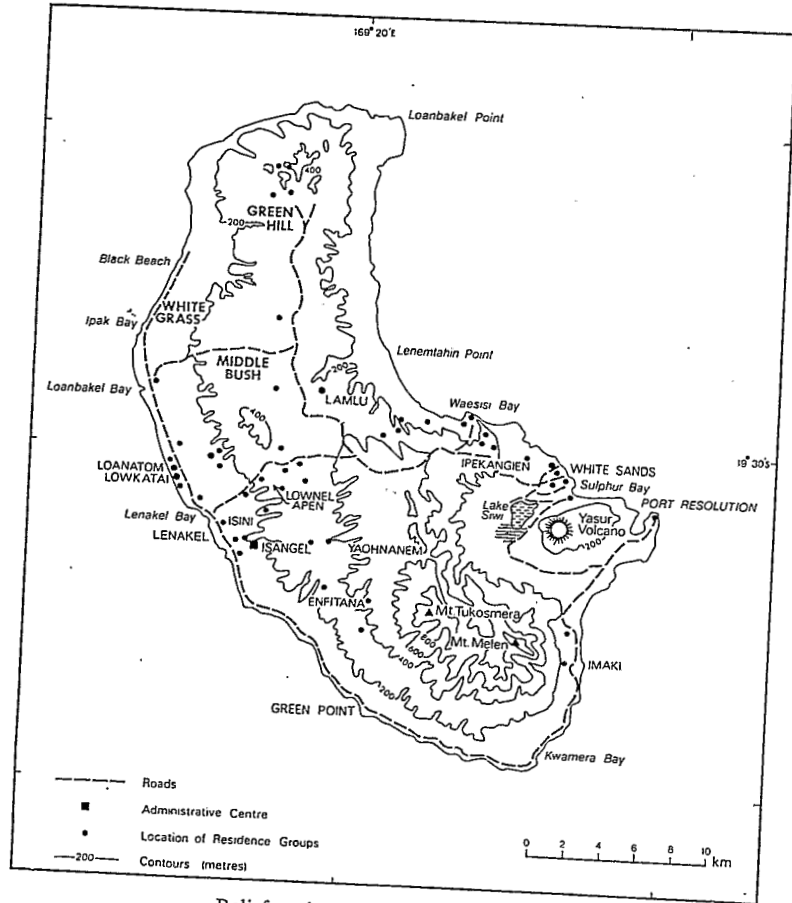 169° 20'E
Loanbakel Point
400
GREEN
HILL
200
Black Beach
WHITE
GRASS
Ipak Bay
Lenemtahin Point
MIDDLE
BUSH
200
Loanbakel Bay
LAMLU
Waesisi Bay
400
IPEKANGIEN
WHITE SANDS
19° 30's
LOANATOM
LOWKATAI
Sulphur Bay
LOWNEL
APEN
Lake
Siwi
PORT RESOLUTION
Lenakel Bay
ISINI
Yasur
Volcano
200
LENAKEL
ISANGEL
YAOHNANEM
ENFITANA
Mt. Tukosmera
800
Mt. Melen
600
400
IMAKI
200
GREEN POINT
Kwamera Bay
Roads
Administrative Centre
Location of Residence Groups
200
Contours (metres)
0 2 4 6 8 10 km